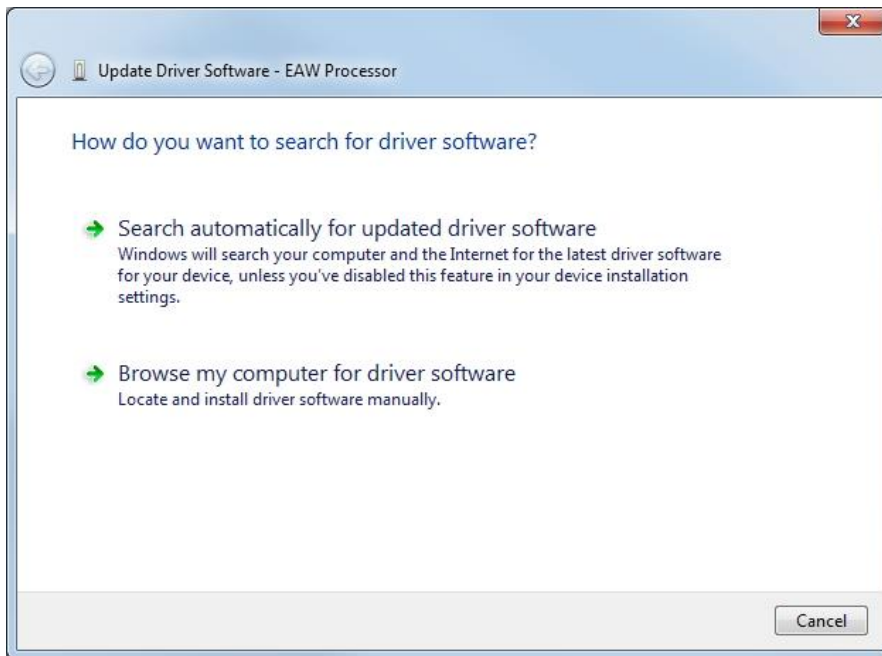 Update Driver Software - EAW Processor
How do you want to search for driver software?
Search automatically for updated driver software
Windows will search your computer and the Internet for the latest driver software
for your device, unless you've disabled this feature in your device installation
settings.
Browse my computer for driver software
Locate and install driver software manually.
Cancel